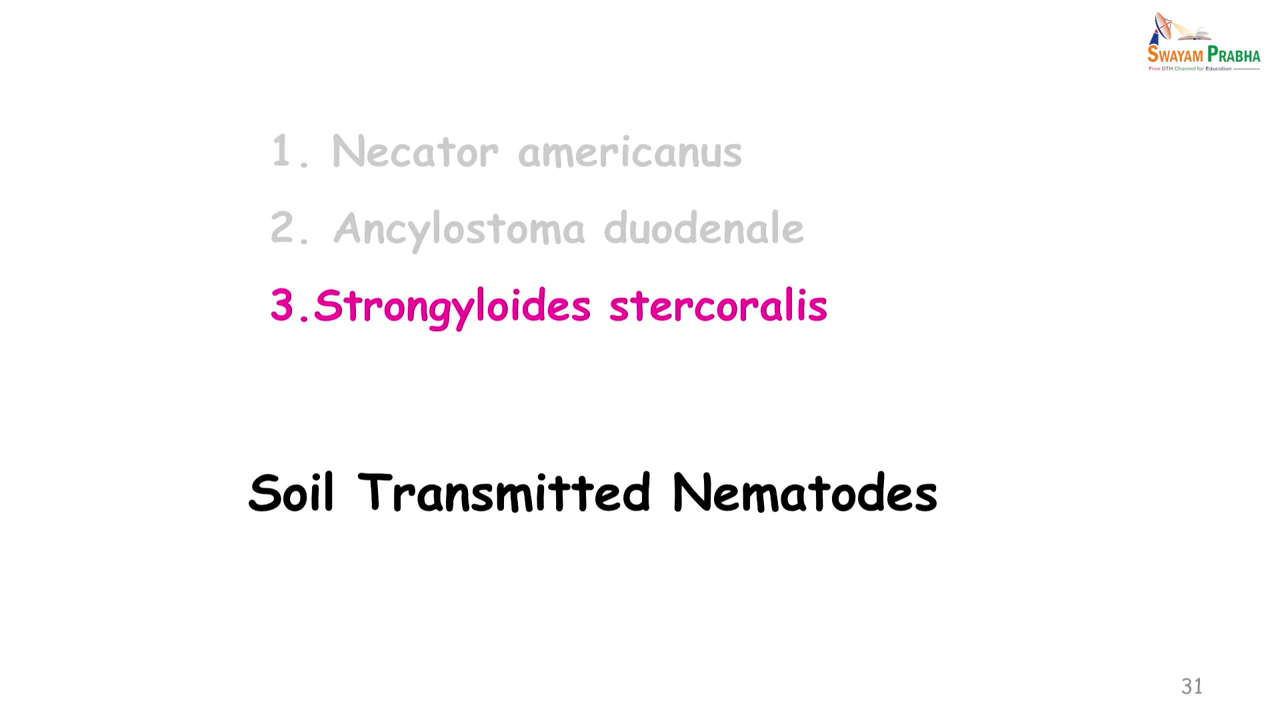 SWAYAM PRABHA
Free DTH Channel for Education
1. Necator americanus
2. Ancylostoma duodenale
3.Strongyloides stercoralis
Soil Transmitted Nematodes
31